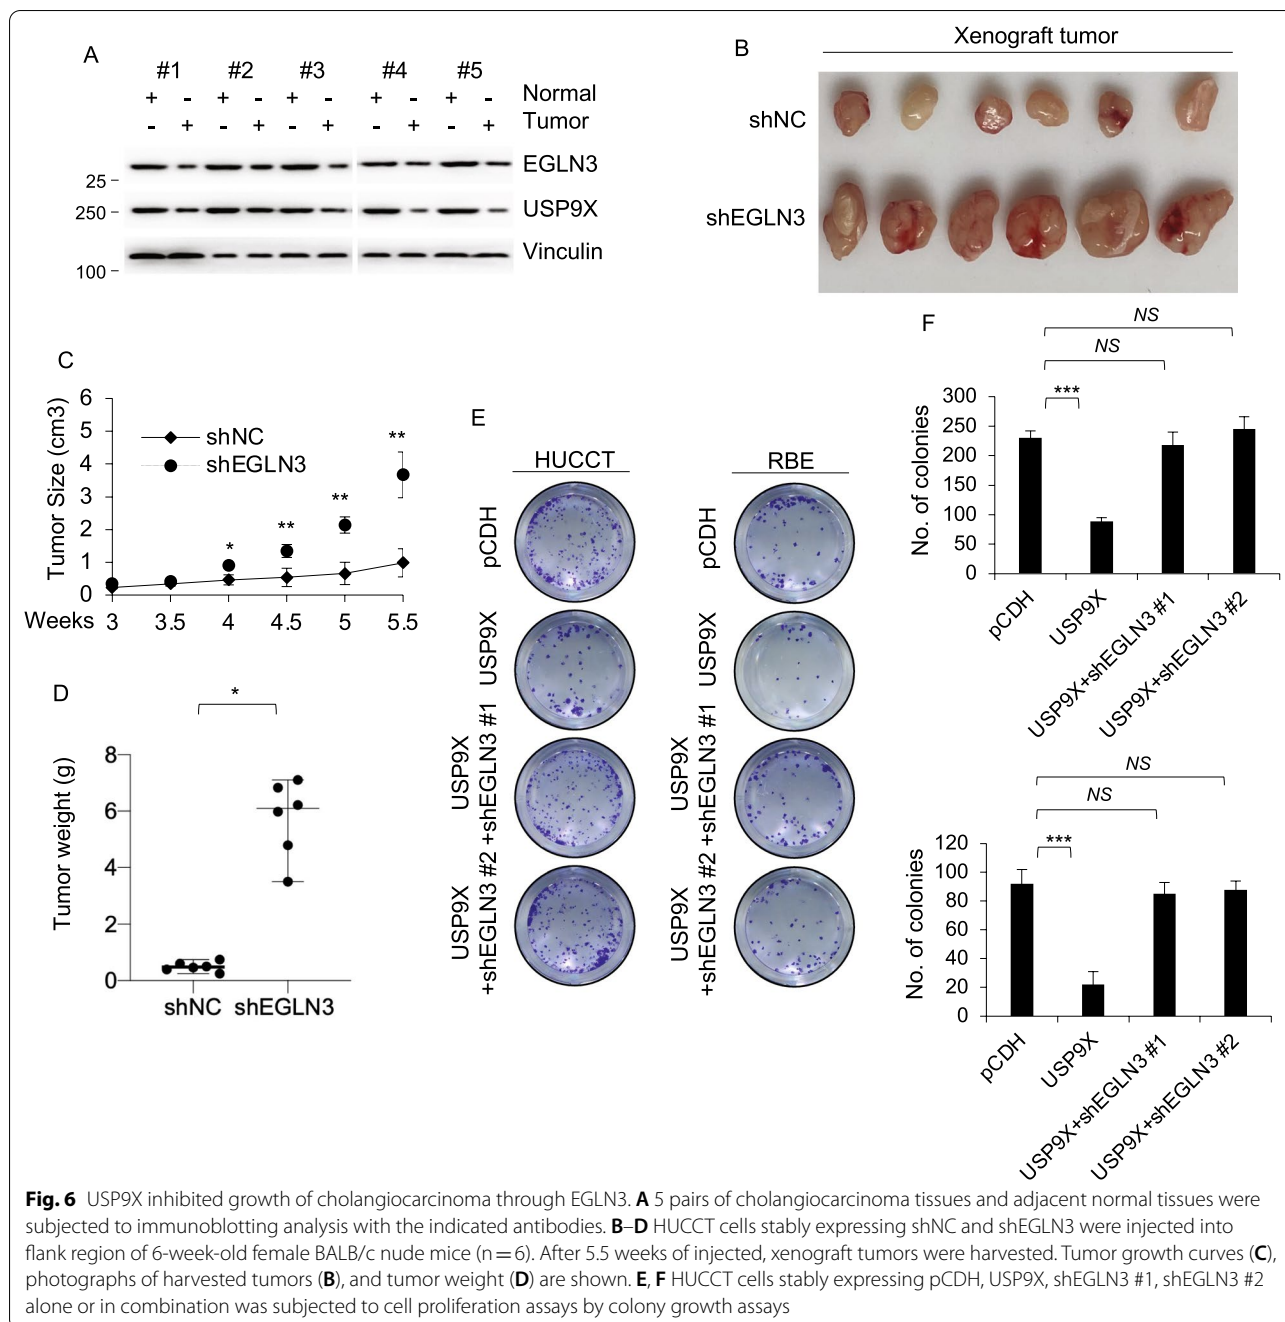 A
#1 #2 #3 #4 #5
+ - + - + - + - + - Normal
- + - + - + - + - + Tumor
EGLN3
25
250
USP9X
Vinculin
100
B
Xenograft tumor
shNC
shEGLN3
C
Tumor Size (cm3)
6
5
4
3
2
1
0
shNC
shEGLN3
*
**
**
**
Weeks 3 3.5 4 4.5 5 5.5
D
*
Tumor weight (g)
8
6
4
2
0
shNC shEGLN3
E
HUCCT RBE
pCDH
USP9X
USP9X
+shEGLN3 #1
USP9X
+shEGLN3 #2
pCDH
USP9X
USP9X
+shEGLN3 #1
USP9X
+shEGLN3 #2
F
NS
NS
***
No. of colonies
300
250
200
150
100
50
0
pCDH
USP9X
USP9X+shEGLN3 #1
USP9X+shEGLN3 #2
NS
NS
***
No. of colonies
120
100
80
60
40
20
0
pCDH
USP9X
USP9X+shEGLN3 #1
USP9X+shEGLN3 #2
Fig. 6 USP9X inhibited growth of cholangiocarcinoma through EGLN3. A 5 pairs of cholangiocarcinoma tissues and adjacent normal tissues were
subjected to immunoblotting analysis with the indicated antibodies. B–D HUCCT cells stably expressing shNC and shEGLN3 were injected into
flank region of 6-week-old female BALB/c nude mice (n = 6). After 5.5 weeks of injected, xenograft tumors were harvested. Tumor growth curves (C),
photographs of harvested tumors (B), and tumor weight (D) are shown. E, F HUCCT cells stably expressing pCDH, USP9X, shEGLN3 #1, shEGLN3 #2
alone or in combination was subjected to cell proliferation assays by colony growth assays